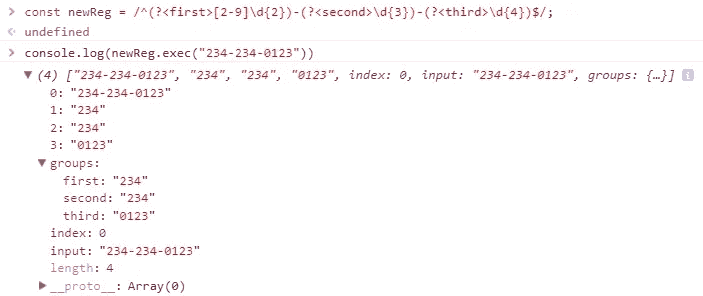 > const newReg = /^(?<first>[2-9]\d{2})-(?<second>\d{3})-(?<third>\d{4})$/;
undefined
> console.log(newReg.exec("234-234-0123"))
(4) ["234-234-0123", "234", "234", "0123", index: 0, input: "234-234-0123", groups: {…}] i
0: "234-234-0123"
1: "234"
2: "234"
3: "0123"
groups:
first: "234"
second: "234"
third: "0123"
index: 0
input: "234-234-0123"
length: 4
__proto__: Array(0)